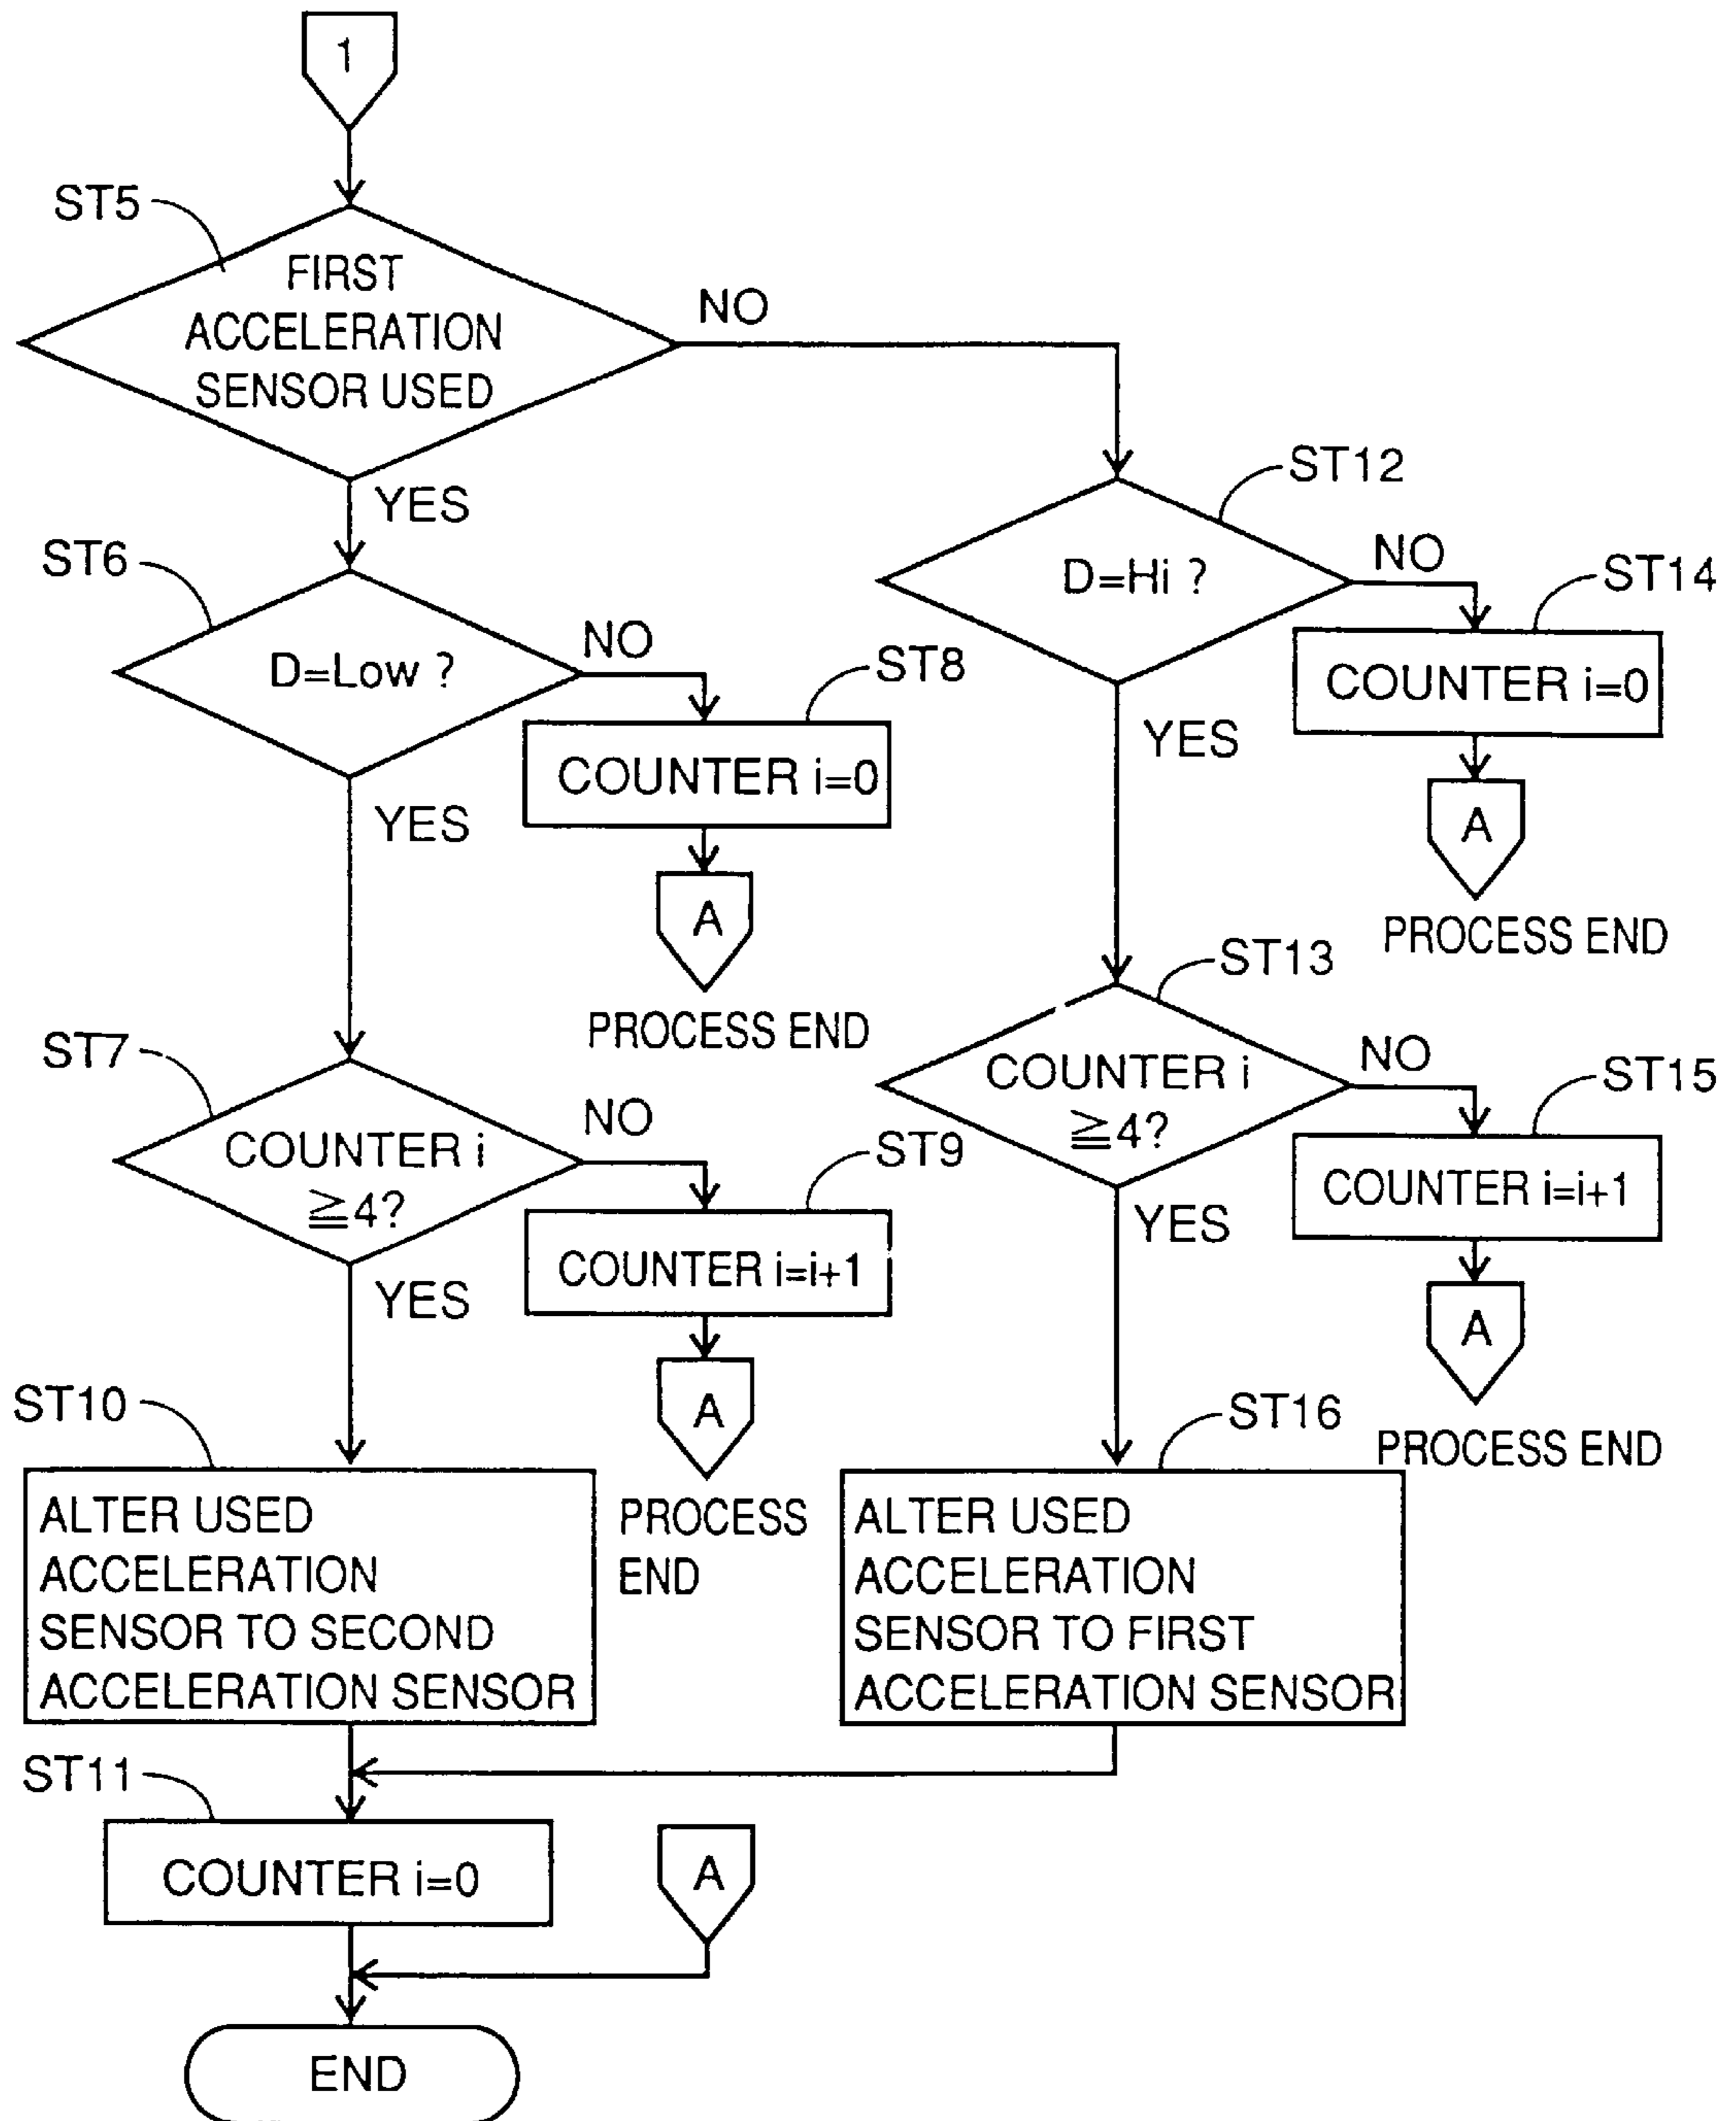 1
ST5
FIRST
ACCELERATION
SENSOR USED
NO
YES
ST12
D=Hi ?
NO
ST14
COUNTER i=0
A
PROCESS END
YES
ST6
D=Low ?
NO
ST8
COUNTER i=0
A
PROCESS END
YES
ST13
COUNTER i
≧4?
NO
ST15
COUNTER i=i+1
A
PROCESS END
YES
ST7
COUNTER i
≧4?
NO
ST9
COUNTER i=i+1
A
PROCESS
END
YES
ST10
ALTER USED
ACCELERATION
SENSOR TO SECOND
ACCELERATION SENSOR
ST16
ALTER USED
ACCELERATION
SENSOR TO FIRST
ACCELERATION SENSOR
ST11
COUNTER i=0
A
END